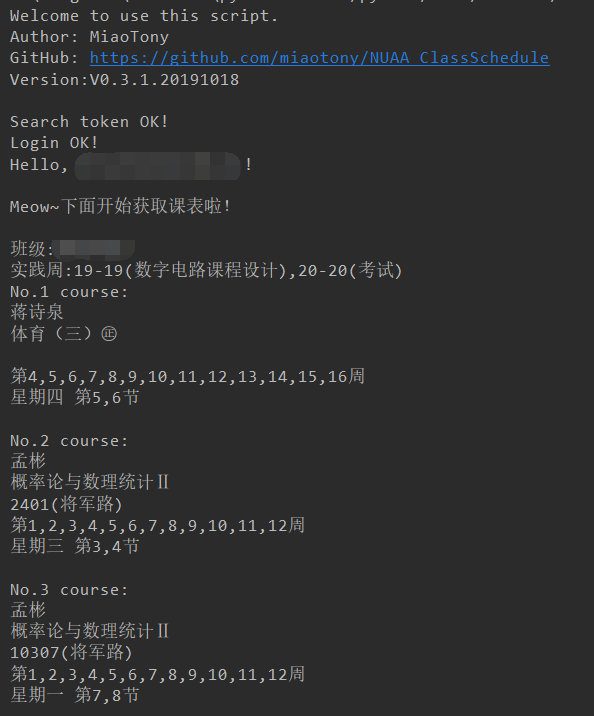 Welcome to use this script.
Author: MiaoTony
GitHub: https://github.com/miaotony/NUAA_ClassSchedule
Version:V0.3.1.20191018
Search token OK!
Login OK!
Hello, !
Meow~下面开始获取课表啦!
班级:
实践周:19-19(数字电路课程设计),20-20(考试)
No.1 course:
蒋诗泉
体育（三）㊣
第4,5,6,7,8,9,10,11,12,13,14,15,16周
星期四 第5,6节
No.2 course:
孟彬
概率论与数理统计Ⅱ
2401(将军路)
第1,2,3,4,5,6,7,8,9,10,11,12周
星期三 第3,4节
No.3 course:
孟彬
概率论与数理统计Ⅱ
10307(将军路)
第1,2,3,4,5,6,7,8,9,10,11,12周
星期一 第7,8节